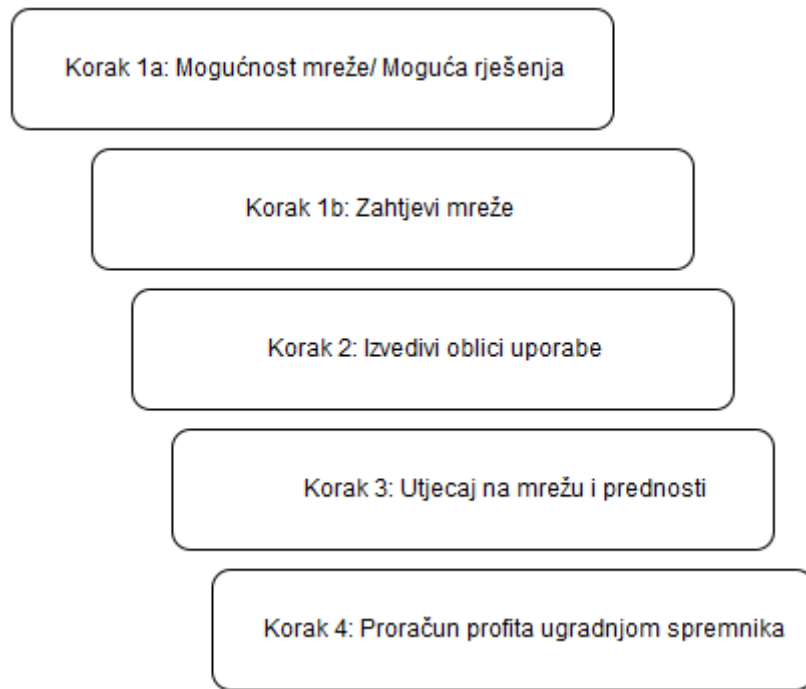 Korak 1a: Mogućnost mreže/ Moguća rješenja
Korak 1b: Zahtjevi mreže
Korak 2: Izvedivi oblici uporabe
Korak 3: Utjecaj na mrežu i prednosti
Korak 4: Proračun profita ugradnjom spremnika